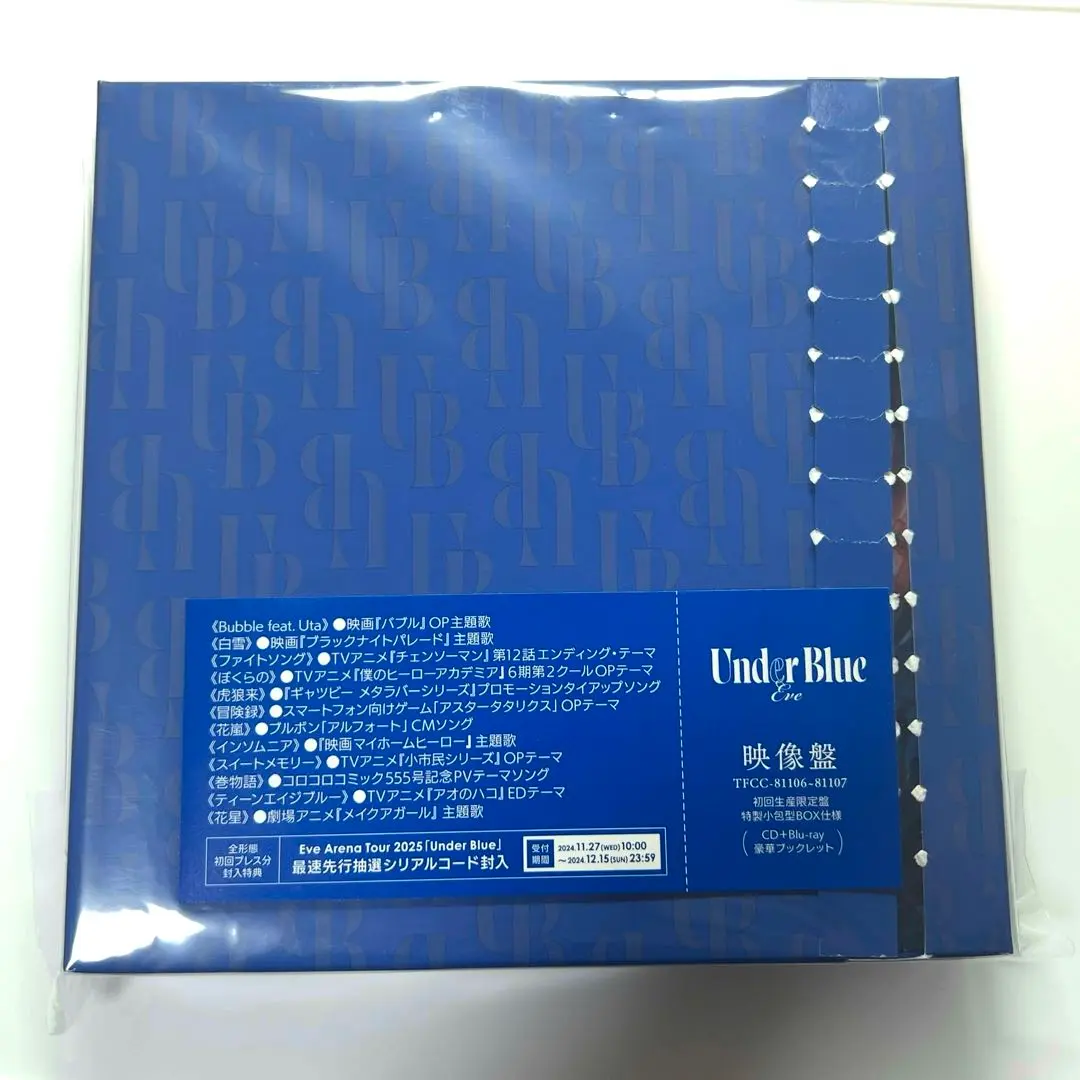 《Bubble feat. Uta》●映画『バブル』OP主題歌
《白雪》●映画『ブラックナイトパレード』主題歌
《ファイトソング》●TVアニメ『チェンソーマン』第12話エンディング・テーマ
《ぼくらの》●TVアニメ『僕のヒーローアカデミア』6期第2クールOPテーマ
《虎狼来》●『ギャツビー メタラバーシリーズ』プロモーションタイアップソング
《冒険録》●スマートフォン向けゲーム「アスタータタリクス」OPテーマ
《花嵐》●ブルボン「アルフォート」CMソング
《インソムニア》●『映画マイホームヒーロー』主題歌
《スイートメモリー》●TVアニメ『小市民シリーズ』OPテーマ
《巻物語》●コロコロコミック555号記念PVテーマソング
《ティーンエイジブルー》●TVアニメ『アオのハコ』EDテーマ
《花星》●劇場アニメ『メイクアガール』主題歌
全形態
初回プレス分
封入特典
Eve Arena Tour 2025「Under Blue」
最速先行抽選シリアルコード封入
受付
期間
2024.11.27(WED)10:00
～2024.12.15(SUN)23:59
Under Blue
Eve
映像盤
TFCC-81106~81107
初回生産限定盤
特製小包型BOX仕様
(CD+Blu-ray
豪華ブックレット)